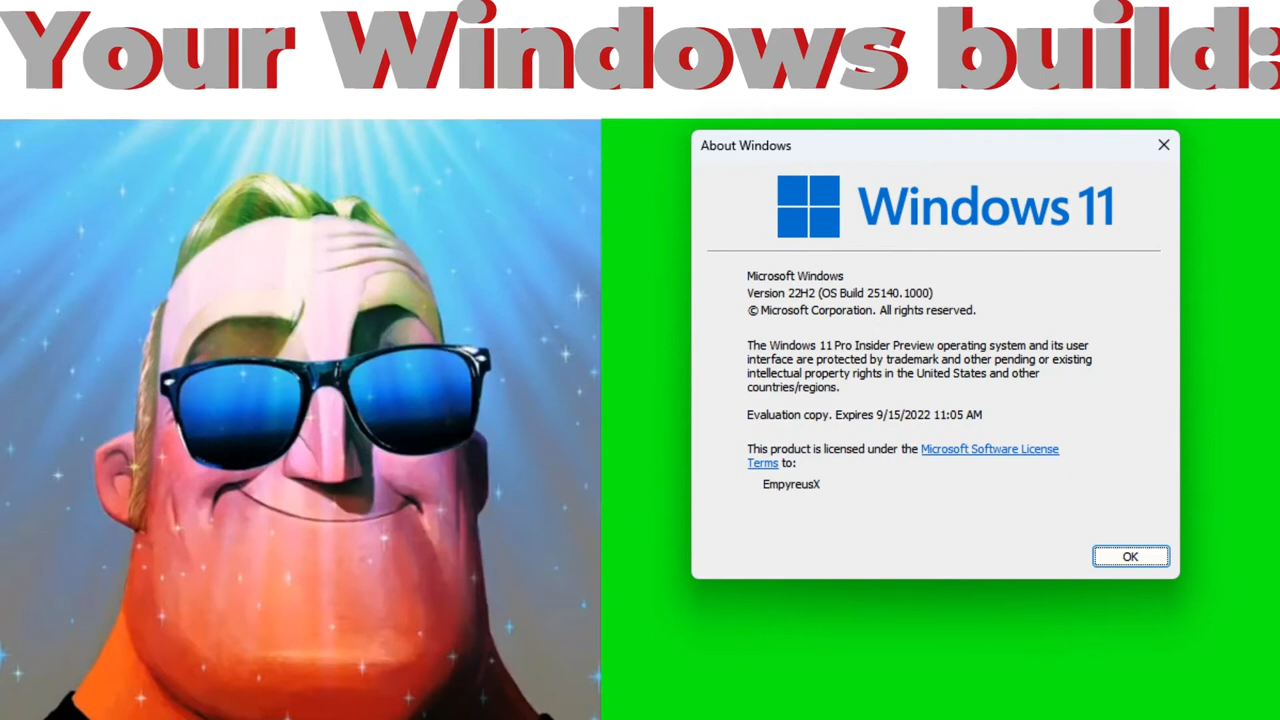 Your Windows build:
About Windows
Windows 11
Microsoft Windows
Version 22H2 (OS Build 25140.1000)
© Microsoft Corporation. All rights reserved.
The Windows 11 Pro Insider Preview operating system and its user
interface are protected by trademark and other pending or existing
intellectual property rights in the United States and other
countries/regions.
Evaluation copy. Expires 9/15/2022 11:05 AM
This product is licensed under the Microsoft Software License
Terms to:
EmpyreusX
OK